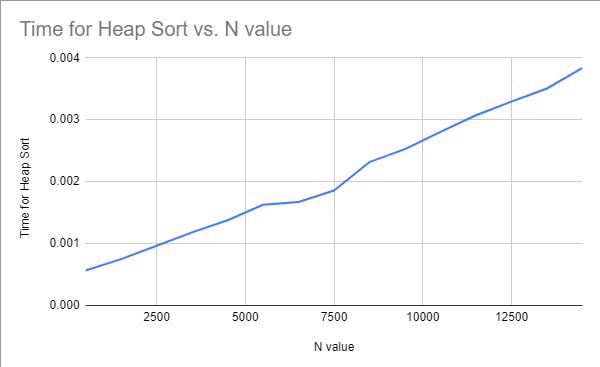 Time for Heap Sort vs. N value
0.004
0.003
0.002
0.001
0.000
Time for Heap Sort
2500 5000 7500 10000 12500
N value